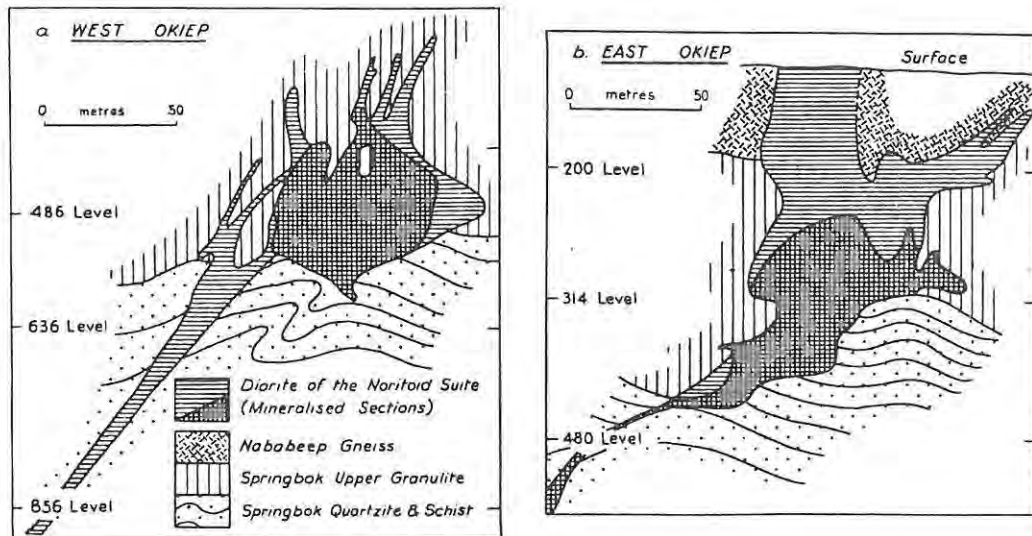 a. WEST OKIEP
0 metres 50
486 Level
636 Level
856 Level
Diorite of the Noritoid Suite
(Mineralised Sections)
Nababeep Gneiss
Springbok Upper Granulite
Springbok Quartzite & Schist
b. EAST OKIEP
Surface
0 metres 50
200 Level
314 Level
480 Level